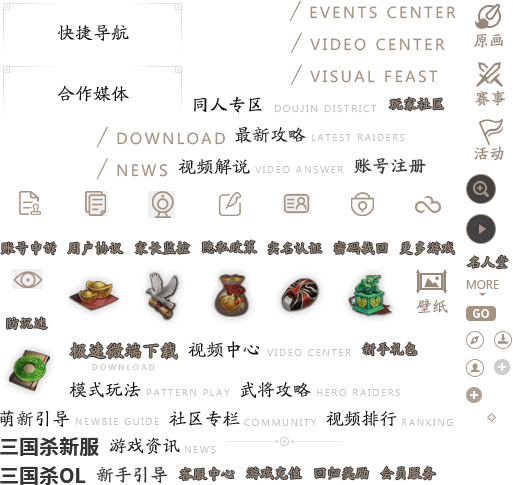 快捷导航
/ EVENTS CENTER
原画
/ VIDEO CENTER
合作媒体
/ VISUAL FEAST
赛事
同人专区 DOUJIN DISTRICT 玩家社区
/ DOWNLOAD 最新攻略 LATEST RAIDERS
活动
/ NEWS 视频解说 VIDEO ANSWER 账号注册
账号申诉 用户协议 家长监控 隐私政策 实名认证 密码找回 更多游戏
名人堂
MORE
壁纸
GO
防沉迷
极速微端下载 视频中心 VIDEO CENTER 新手礼包
DOWNLOAD
模式玩法 PATTERN PLAY 武将攻略 HERO RAIDERS
萌新引导 NEWBIE GUIDE 社区专栏 COMMUNITY 视频排行 RANKING
三国杀新服 游戏资讯 NEWS
三国杀OL 新手引导 客服中心 游戏充值 回归奖励 会员服务